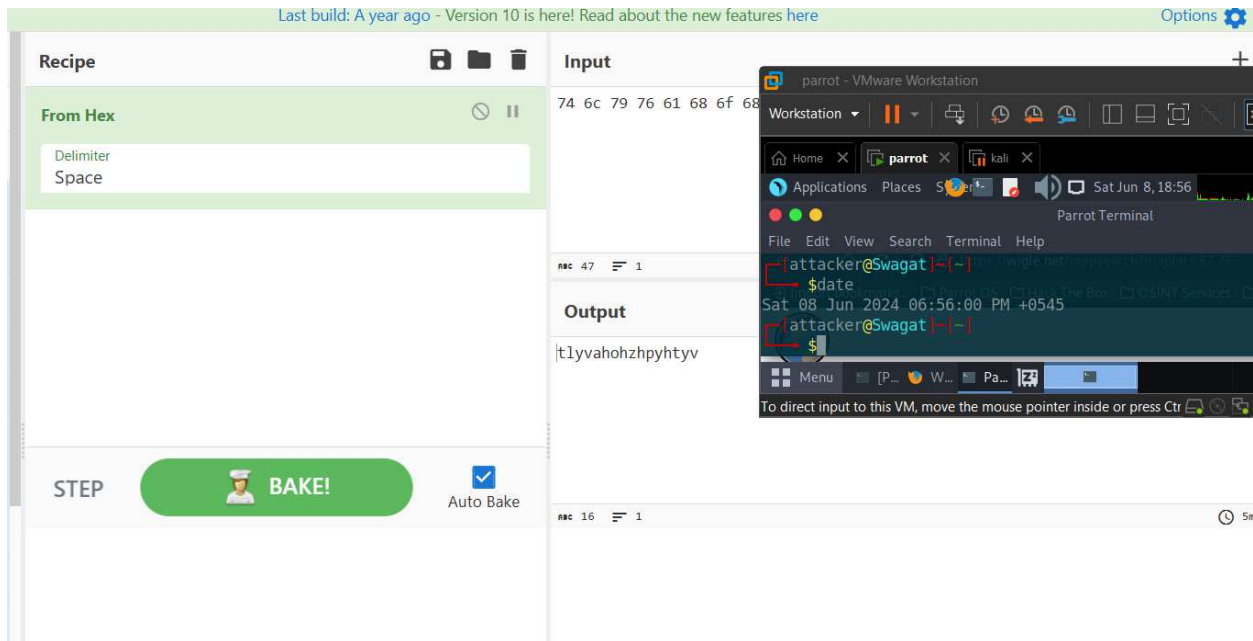 Last build: A year ago - Version 10 is here! Read about the new features here
Options
Recipe
From Hex
Delimiter
Space
STEP
BAKE!
Auto Bake
Input
74 6c 79 76 61 68 6f 68
ABC 47 1
Output
tlyvahohzhpyhtyv
ABC 16 1
parrot - VMware Workstation
Workstation
Home
parrot
kali
Applications Places
Sat Jun 8, 18:56
Parrot Terminal
File Edit View Search Terminal Help
[attacker@Swagat]-[~]
$date
Sat 08 Jun 2024 06:56:00 PM +0545
[attacker@Swagat]-[~]
$
Menu [P... W... Pa...
To direct input to this VM, move the mouse pointer inside or press Ctr